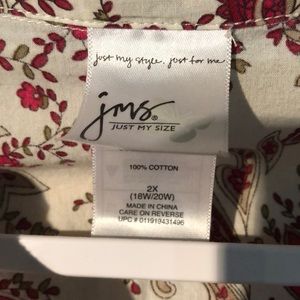 just my style. just for me.
jms®
JUST MY SIZE
100% COTTON
2X
(18W/20W)
MADE IN CHINA
CARE ON REVERSE
UPC # 011919431496